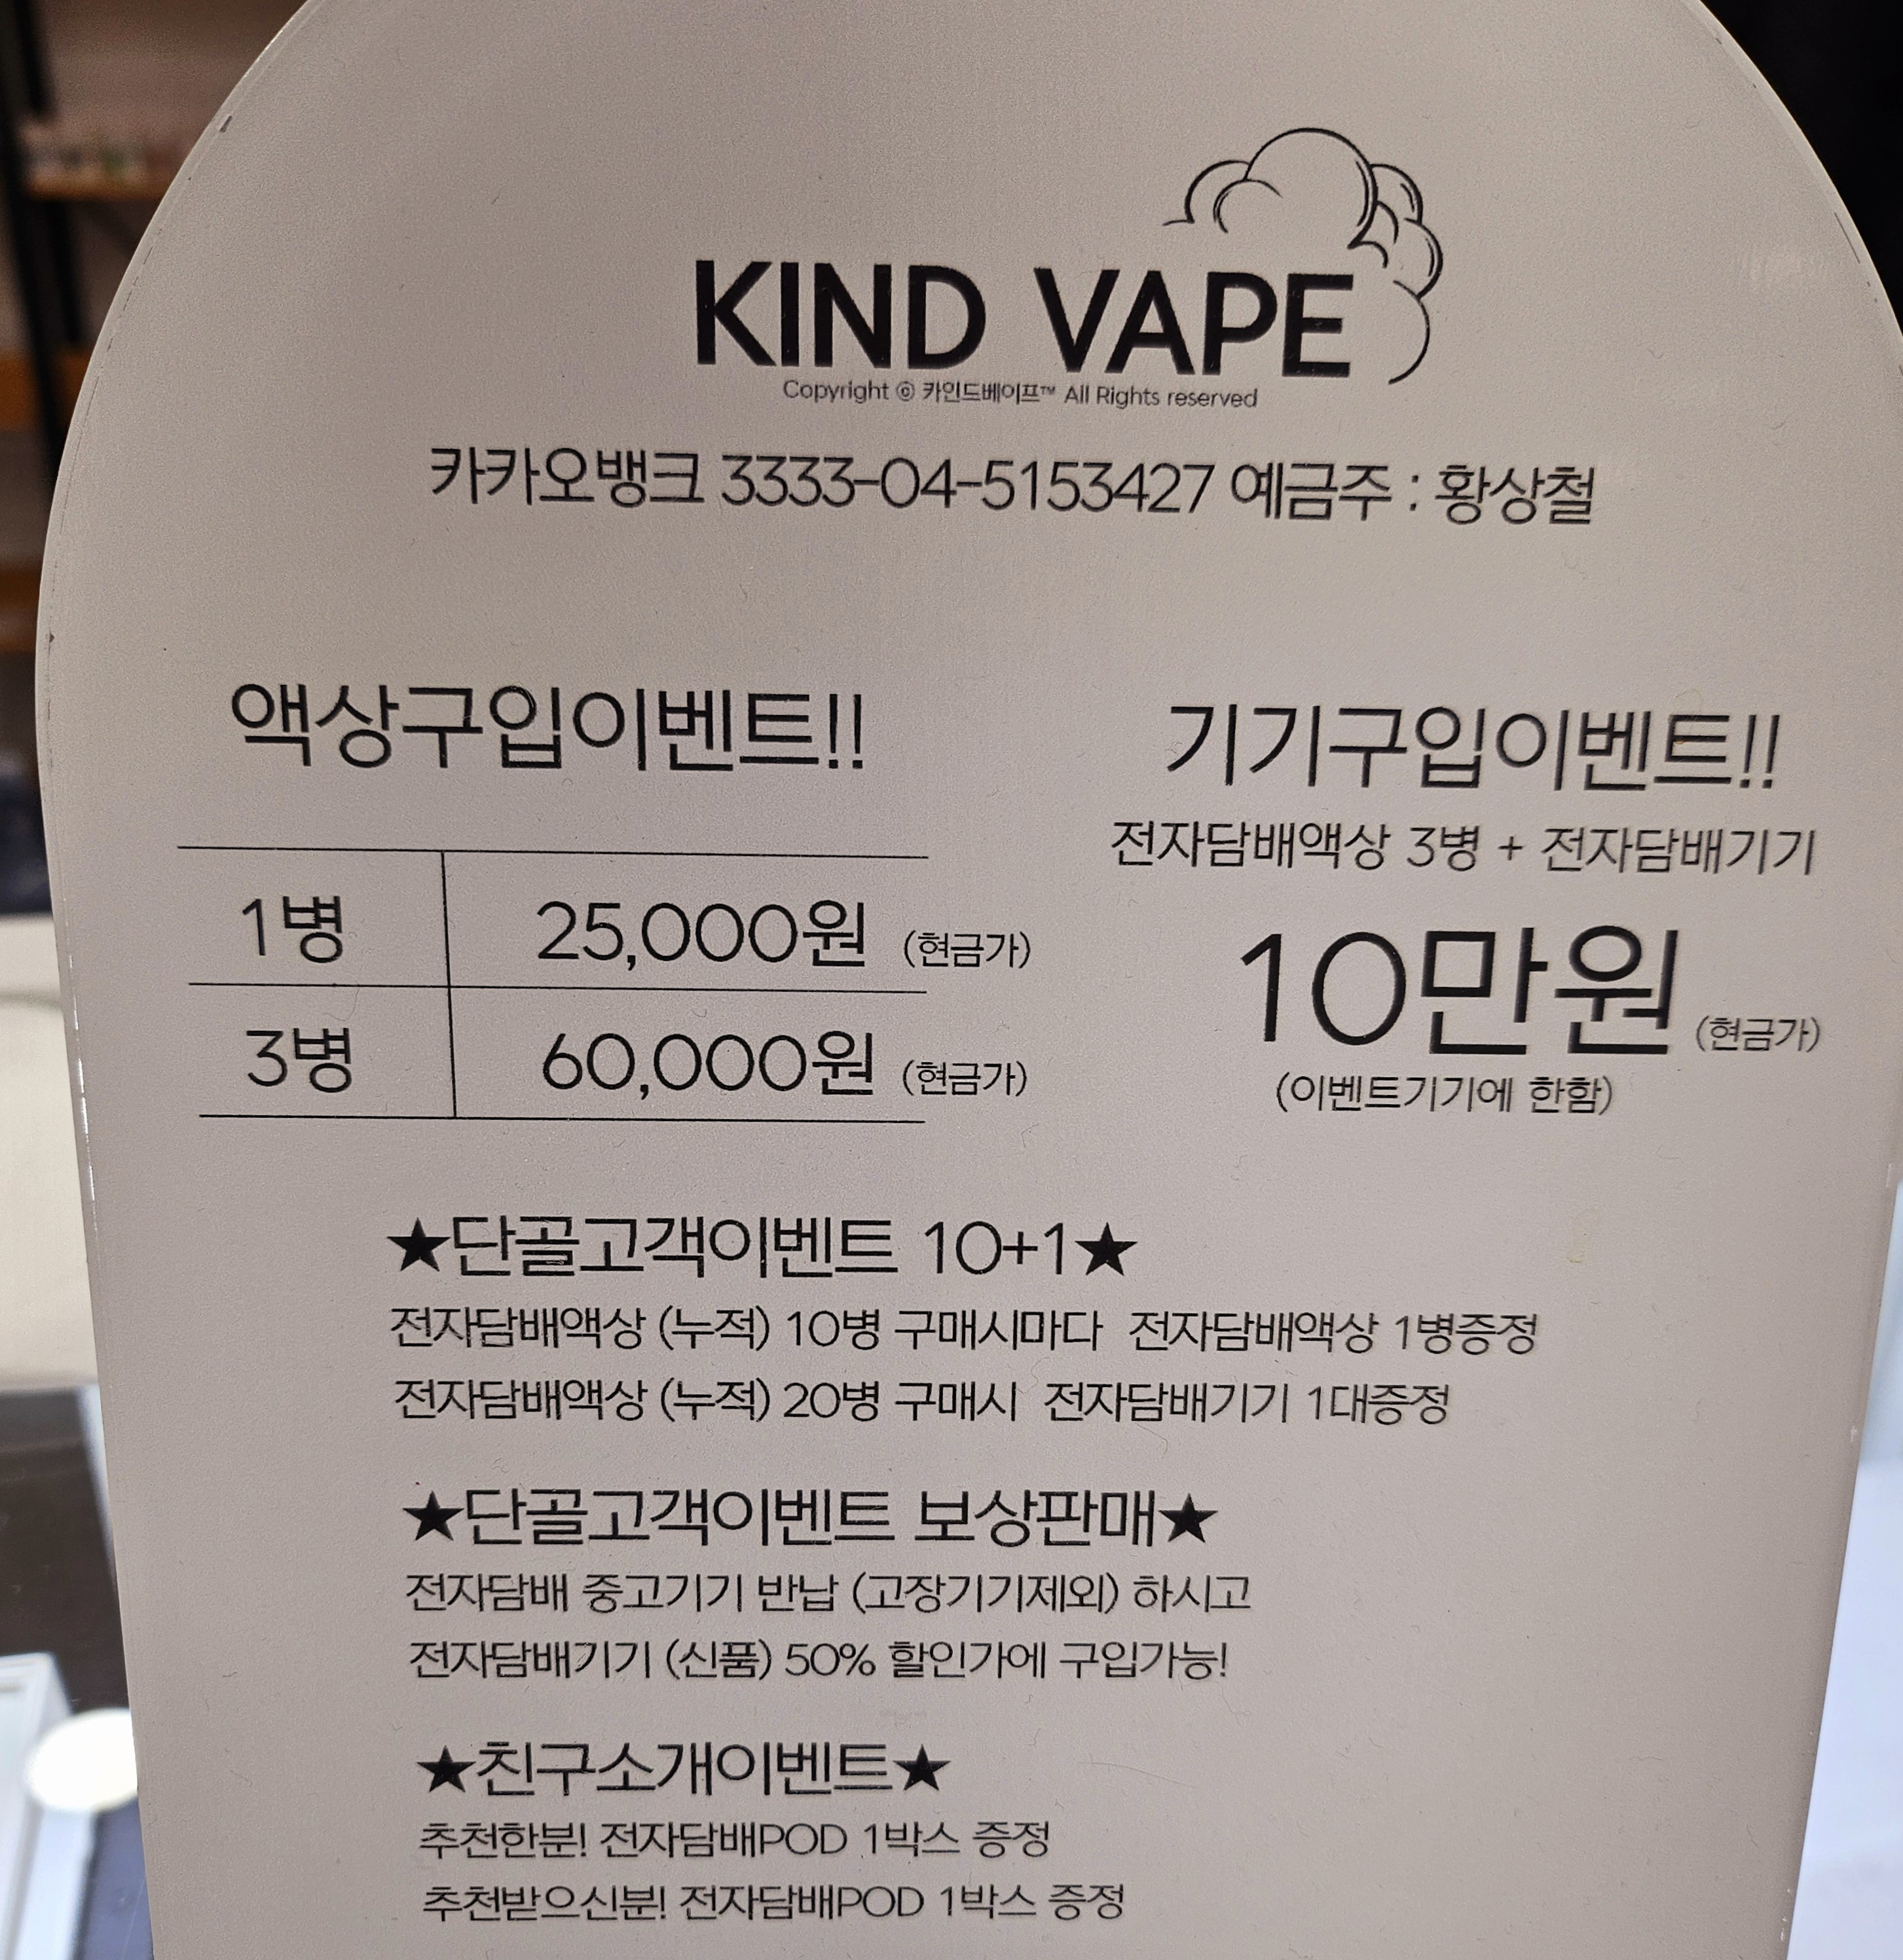 KIND VAPE
Copyright ⓒ 카인드베이프™ All Rights reserved
카카오뱅크 3333-04-5153427 예금주 : 황상철
액상구입이벤트!!
1병 25,000원 (현금가)
3병 60,000원 (현금가)
기기구입이벤트!!
전자담배액상 3병 + 전자담배기기
10만원 (현금가)
(이벤트기기에 한함)
★단골고객이벤트 10+1★
전자담배액상 (누적) 10병 구매시마다 전자담배액상 1병증정
전자담배액상 (누적) 20병 구매시 전자담배기기 1대증정
★단골고객이벤트 보상판매★
전자담배 중고기기 반납 (고장기기제외) 하시고
전자담배기기 (신품) 50% 할인가에 구입가능!
★친구소개이벤트★
추천한분! 전자담배POD 1박스 증정
추천받으신분! 전자담배POD 1박스 증정